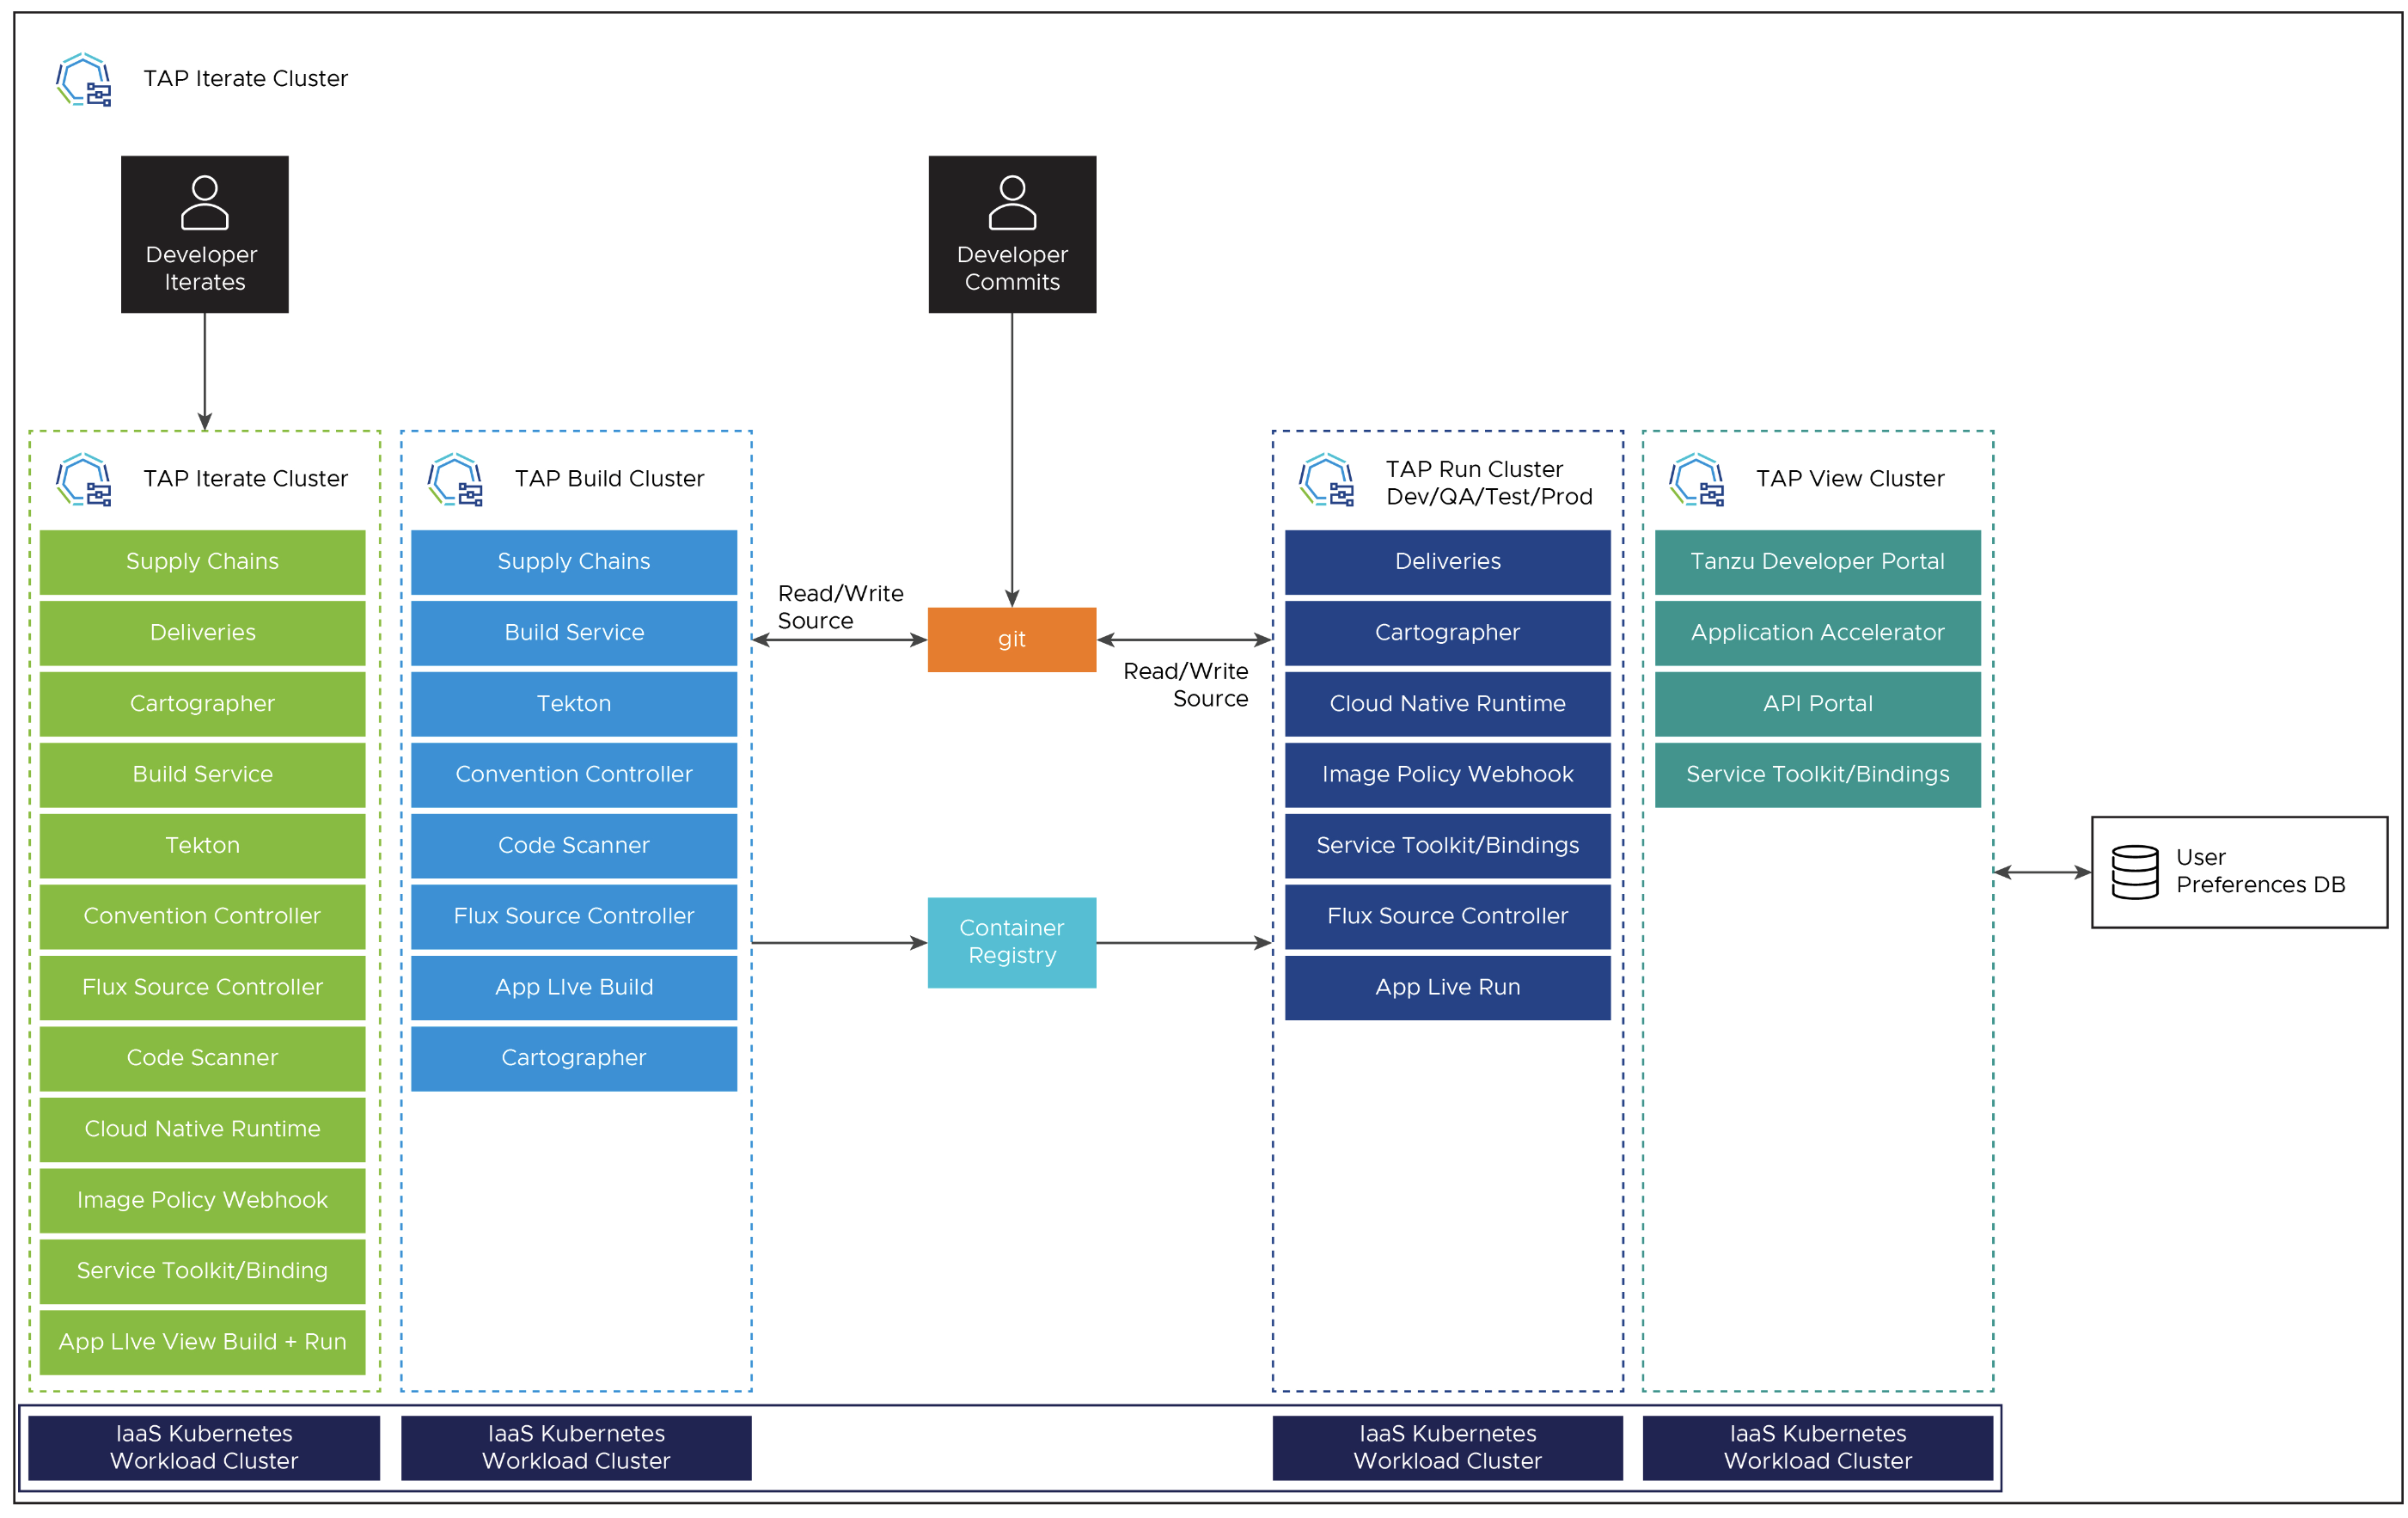 TAP Iterate Cluster
Developer
Iterates
Developer
Commits
TAP Iterate Cluster
Supply Chains
Deliveries
Cartographer
Build Service
Tekton
Convention Controller
Flux Source Controller
Code Scanner
Cloud Native Runtime
Image Policy Webhook
Service Toolkit/Binding
App LIve View Build + Run
TAP Build Cluster
Supply Chains
Build Service
Tekton
Convention Controller
Code Scanner
Flux Source Controller
App LIve Build
Cartographer
Read/Write
Source
git
Read/Write
Source
Container
Registry
TAP Run Cluster
Dev/QA/Test/Prod
Deliveries
Cartographer
Cloud Native Runtime
Image Policy Webhook
Service Toolkit/Bindings
Flux Source Controller
App Live Run
TAP View Cluster
Tanzu Developer Portal
Application Accelerator
API Portal
Service Toolkit/Bindings
User
Preferences DB
IaaS Kubernetes
Workload Cluster
IaaS Kubernetes
Workload Cluster
IaaS Kubernetes
Workload Cluster
IaaS Kubernetes
Workload Cluster